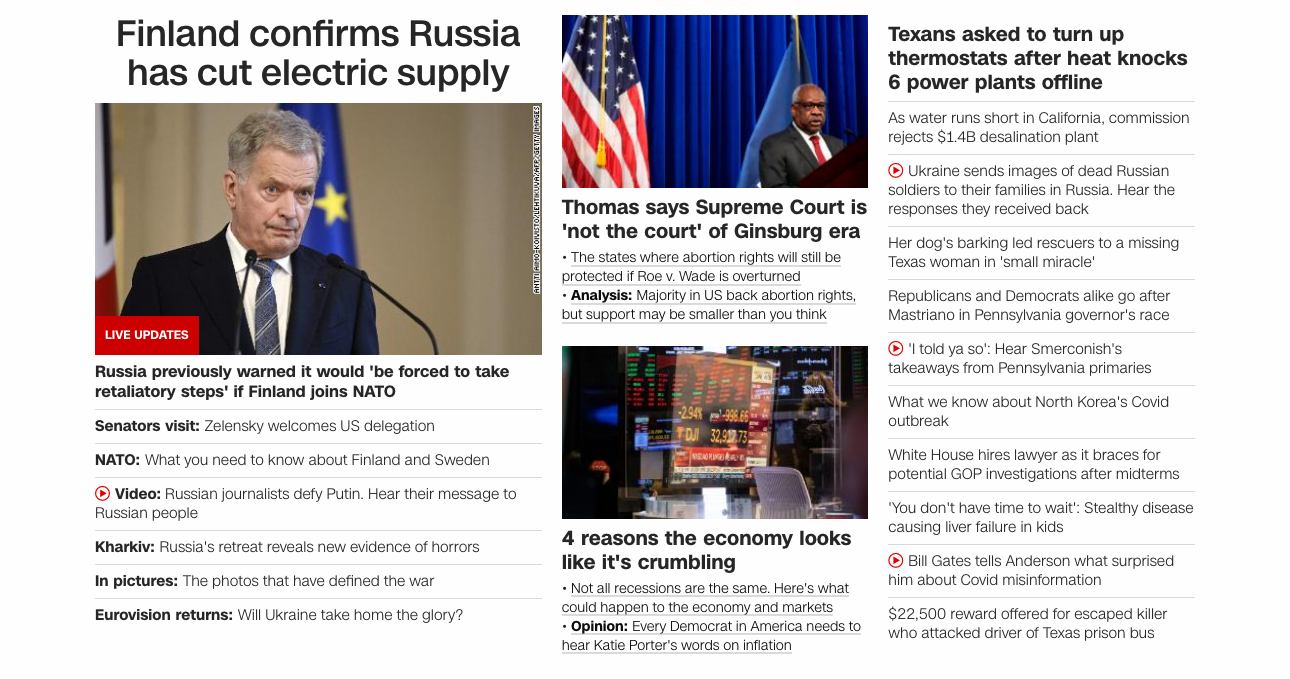 Finland confirms Russia
has cut electric supply
ANTTI AIMO-KOIVISTO/LEHTIKUVA/AFP/GETTY IMAGES
LIVE UPDATES
Russia previously warned it would 'be forced to take
retaliatory steps' if Finland joins NATO
Senators visit: Zelensky welcomes US delegation
NATO: What you need to know about Finland and Sweden
Video: Russian journalists defy Putin. Hear their message to
Russian people
Kharkiv: Russia's retreat reveals new evidence of horrors
In pictures: The photos that have defined the war
Eurovision returns: Will Ukraine take home the glory?
Thomas says Supreme Court is
'not the court' of Ginsburg era
• The states where abortion rights will still be
protected if Roe v. Wade is overturned
• Analysis: Majority in US back abortion rights,
but support may be smaller than you think
-2.94% -998.66
DJI 32,917.73
4 reasons the economy looks
like it's crumbling
• Not all recessions are the same. Here's what
could happen to the economy and markets
• Opinion: Every Democrat in America needs to
hear Katie Porter's words on inflation
Texans asked to turn up
thermostats after heat knocks
6 power plants offline
As water runs short in California, commission
rejects $1.4B desalination plant
Ukraine sends images of dead Russian
soldiers to their families in Russia. Hear the
responses they received back
Her dog's barking led rescuers to a missing
Texas woman in 'small miracle'
Republicans and Democrats alike go after
Mastriano in Pennsylvania governor's race
'I told ya so': Hear Smerconish's
takeaways from Pennsylvania primaries
What we know about North Korea's Covid
outbreak
White House hires lawyer as it braces for
potential GOP investigations after midterms
'You don't have time to wait': Stealthy disease
causing liver failure in kids
Bill Gates tells Anderson what surprised
him about Covid misinformation
$22,500 reward offered for escaped killer
who attacked driver of Texas prison bus